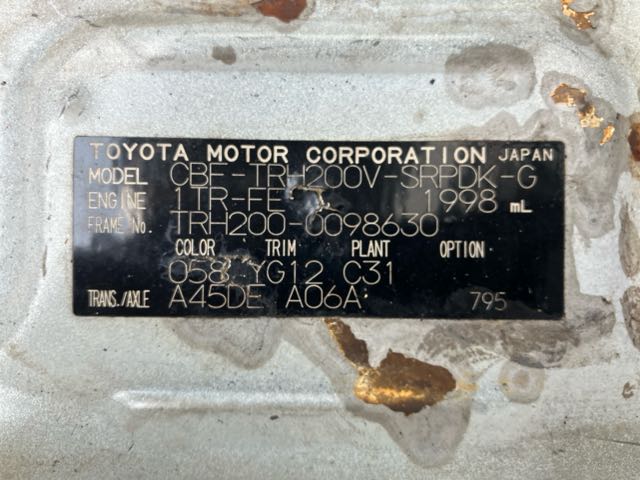 TOYOTA MOTOR CORPORATION JAPAN
MODEL CBF-TRH200V-SRPDK-G
ENGINE 1TR-FE 1998 mL
FRAME No. TRH200-0098630
COLOR TRIM PLANT OPTION
058 YG12 C31
TRANS./AXLE A45DE A06A 795